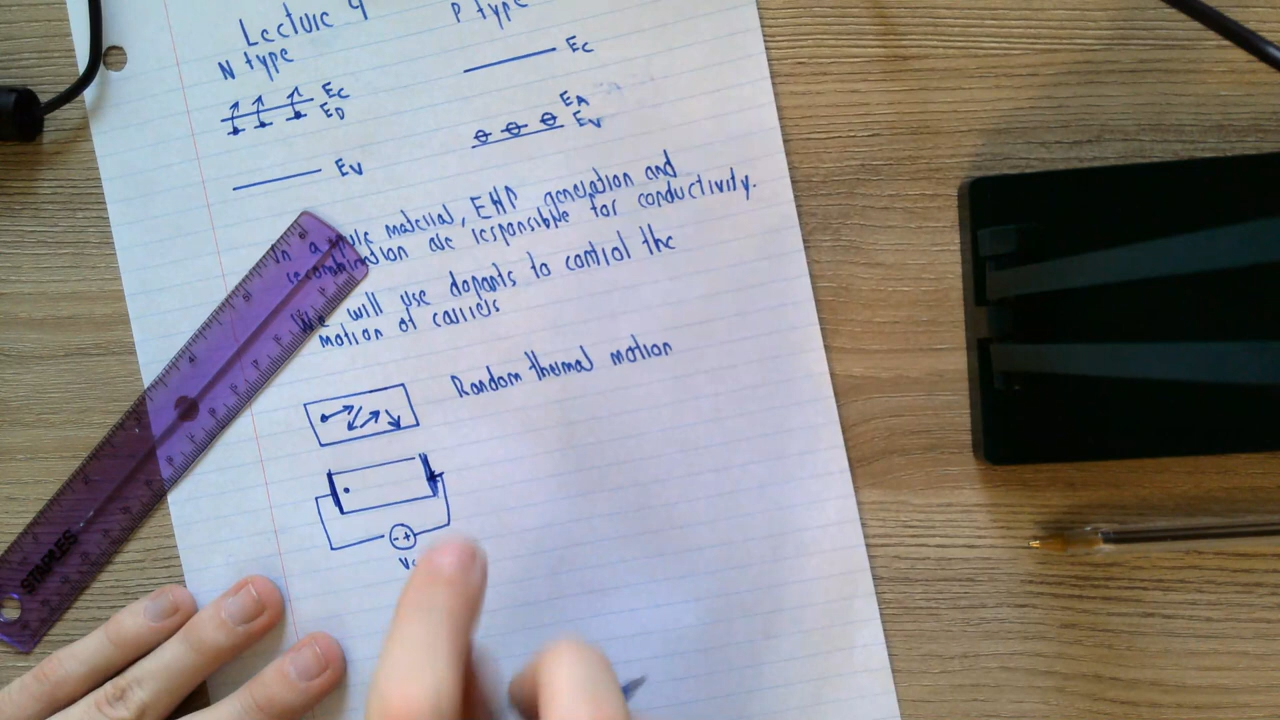 Lecture 4
N type
P type
EC
ED
EV
EC
EA
EV
In a pure material, EHP generation and
recombination are responsible for conductivity.
We will use dopants to control the
motion of carriers
Random thermal motion
- +
STAPLES